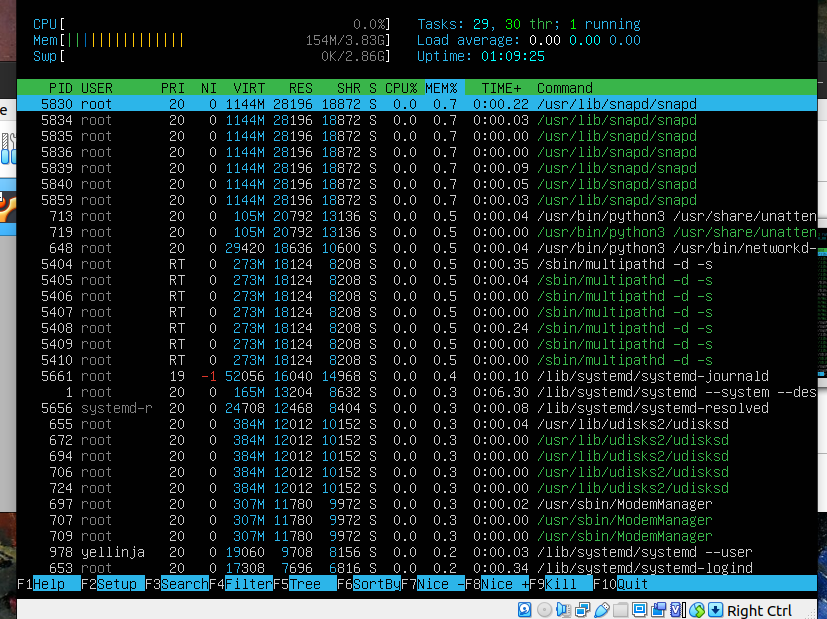 CPU[ 0.0%] Tasks: 29, 30 thr; 1 running
Mem[||||||||||||||| 154M/3.83G] Load average: 0.00 0.00 0.00
Swp[ 0K/2.86G] Uptime: 01:09:25
PID USER PRI NI VIRT RES SHR S CPU% MEM% TIME+ Command
5830 root 20 0 1144M 28196 18872 S 0.0 0.7 0:00.22 /usr/lib/snapd/snapd
5834 root 20 0 1144M 28196 18872 S 0.0 0.7 0:00.03 /usr/lib/snapd/snapd
5835 root 20 0 1144M 28196 18872 S 0.0 0.7 0:00.00 /usr/lib/snapd/snapd
5836 root 20 0 1144M 28196 18872 S 0.0 0.7 0:00.00 /usr/lib/snapd/snapd
5839 root 20 0 1144M 28196 18872 S 0.0 0.7 0:00.09 /usr/lib/snapd/snapd
5840 root 20 0 1144M 28196 18872 S 0.0 0.7 0:00.05 /usr/lib/snapd/snapd
5859 root 20 0 1144M 28196 18872 S 0.0 0.7 0:00.03 /usr/lib/snapd/snapd
713 root 20 0 105M 20792 13136 S 0.0 0.5 0:00.04 /usr/bin/python3 /usr/share/unatten
719 root 20 0 105M 20792 13136 S 0.0 0.5 0:00.00 /usr/bin/python3 /usr/share/unatten
648 root 20 0 29420 18636 10600 S 0.0 0.5 0:00.04 /usr/bin/python3 /usr/bin/networkd-
5404 root RT 0 273M 18124 8208 S 0.0 0.5 0:00.35 /sbin/multipathd -d -s
5405 root RT 0 273M 18124 8208 S 0.0 0.5 0:00.04 /sbin/multipathd -d -s
5406 root RT 0 273M 18124 8208 S 0.0 0.5 0:00.00 /sbin/multipathd -d -s
5407 root RT 0 273M 18124 8208 S 0.0 0.5 0:00.00 /sbin/multipathd -d -s
5408 root RT 0 273M 18124 8208 S 0.0 0.5 0:00.24 /sbin/multipathd -d -s
5409 root RT 0 273M 18124 8208 S 0.0 0.5 0:00.00 /sbin/multipathd -d -s
5410 root RT 0 273M 18124 8208 S 0.0 0.5 0:00.00 /sbin/multipathd -d -s
5661 root 19 -1 52056 16040 14968 S 0.0 0.4 0:00.10 /lib/systemd/systemd-journald
1 root 20 0 165M 13204 8632 S 0.0 0.3 0:06.30 /lib/systemd/systemd --system --des
5656 systemd-r 20 0 24708 12468 8404 S 0.0 0.3 0:00.08 /lib/systemd/systemd-resolved
655 root 20 0 384M 12012 10152 S 0.0 0.3 0:00.04 /usr/lib/udisks2/udisksd
672 root 20 0 384M 12012 10152 S 0.0 0.3 0:00.00 /usr/lib/udisks2/udisksd
694 root 20 0 384M 12012 10152 S 0.0 0.3 0:00.00 /usr/lib/udisks2/udisksd
706 root 20 0 384M 12012 10152 S 0.0 0.3 0:00.00 /usr/lib/udisks2/udisksd
724 root 20 0 384M 12012 10152 S 0.0 0.3 0:00.00 /usr/lib/udisks2/udisksd
697 root 20 0 307M 11780 9972 S 0.0 0.3 0:00.02 /usr/sbin/ModemManager
707 root 20 0 307M 11780 9972 S 0.0 0.3 0:00.00 /usr/sbin/ModemManager
709 root 20 0 307M 11780 9972 S 0.0 0.3 0:00.00 /usr/sbin/ModemManager
978 yellinja 20 0 19060 9708 8156 S 0.0 0.2 0:00.03 /lib/systemd/systemd --user
653 root 20 0 17308 7696 6816 S 0.0 0.2 0:00.34 /lib/systemd/systemd-logind
F1Help F2Setup F3SearchF4FilterF5Tree F6SortByF7Nice -F8Nice +F9Kill F10Quit
Right Ctrl